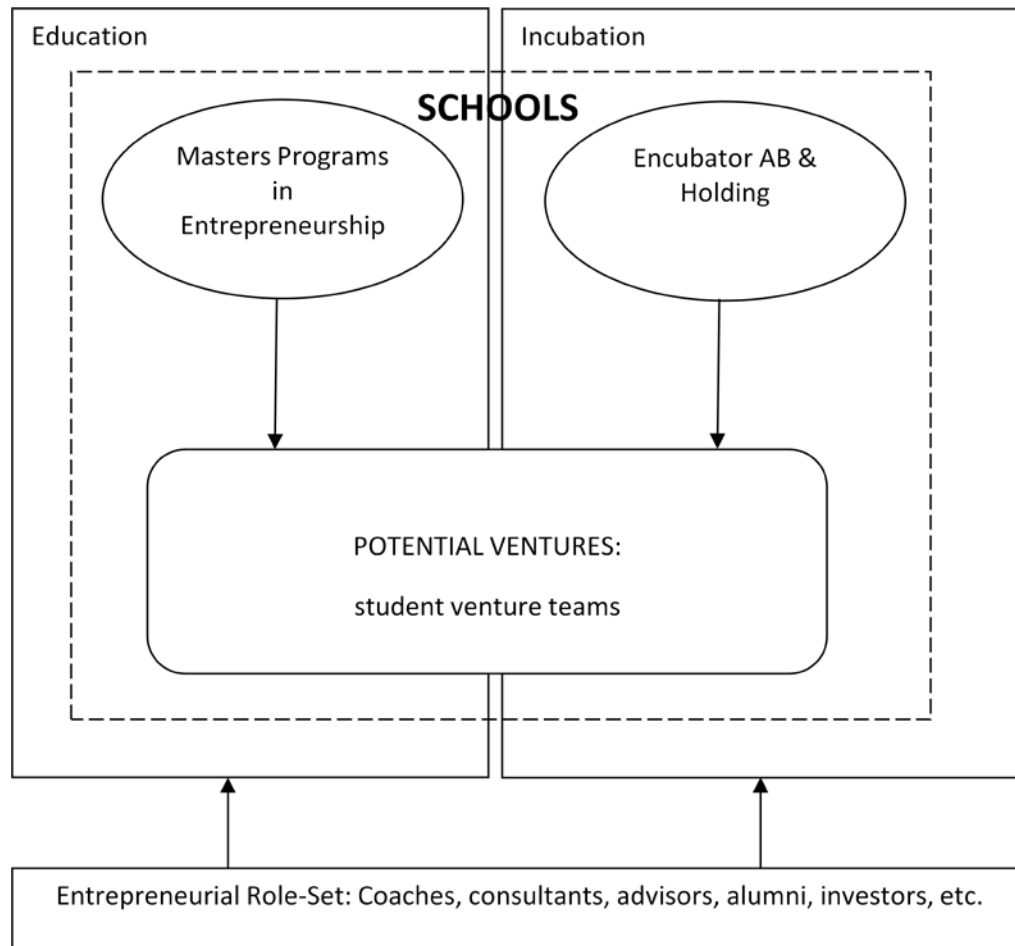 Education
Incubation
SCHOOLS
Masters Programs
in
Entrepreneurship
Encubator AB &
Holding
POTENTIAL VENTURES:
student venture teams
Entrepreneurial Role-Set: Coaches, consultants, advisors, alumni, investors, etc.